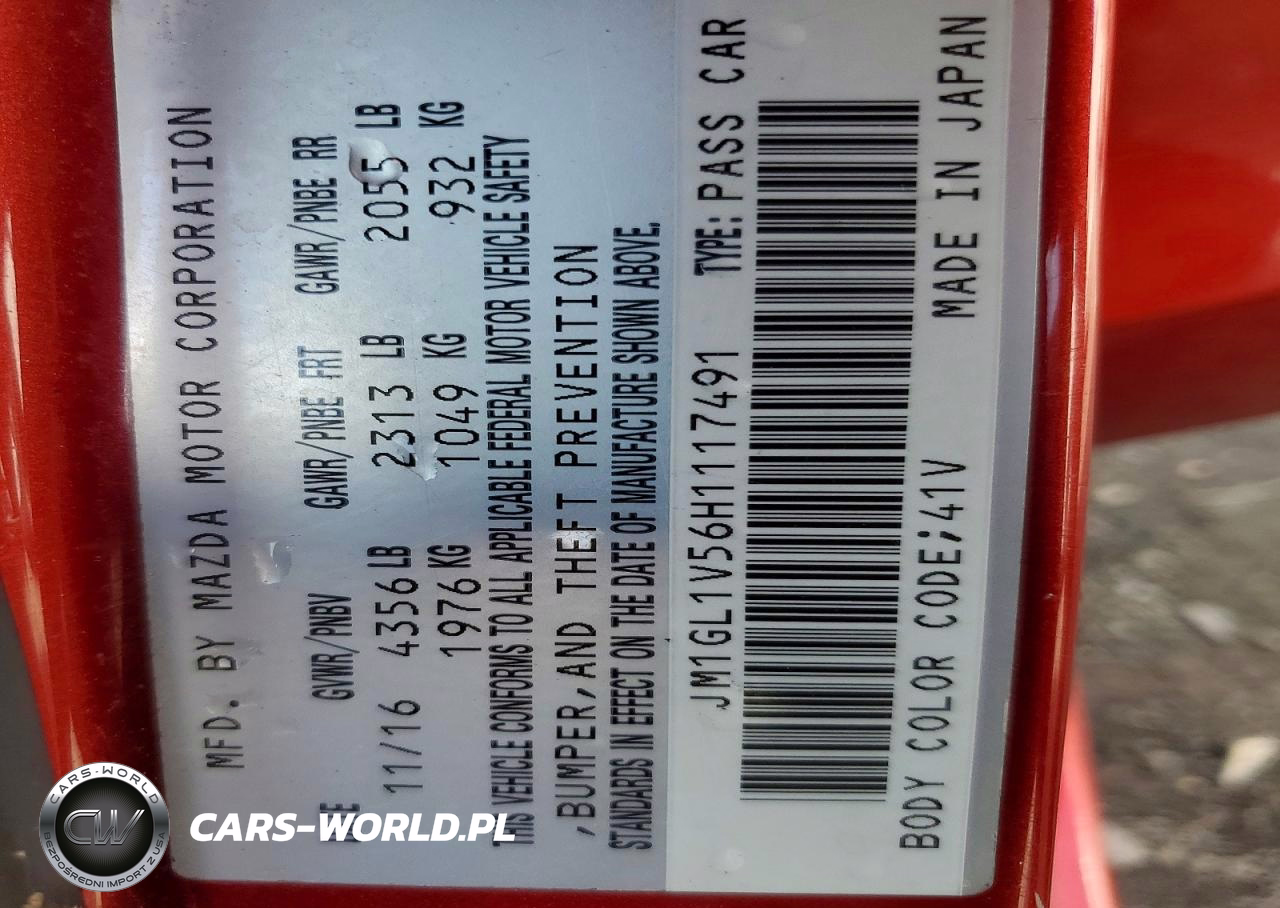 MFD. BY MAZDA MOTOR CORPORATION
GVWR/PNBV GAWR/PNBE FRT GAWR/PNBE RR
11/16 4356 LB 2313 LB 2055 LB
1976 KG 1049 KG 932 KG
THIS VEHICLE CONFORMS TO ALL APPLICABLE FEDERAL MOTOR VEHICLE SAFETY
,BUMPER,AND THEFT PREVENTION
STANDARDS IN EFFECT ON THE DATE OF MANUFACTURE SHOWN ABOVE.
JM1GL1V56H1117491 TYPE:PASS CAR
BODY COLOR CODE;41V MADE IN JAPAN
CARS-WORLD
CW
BEZPOŚREDNI IMPORT Z USA
CARS-WORLD.PL